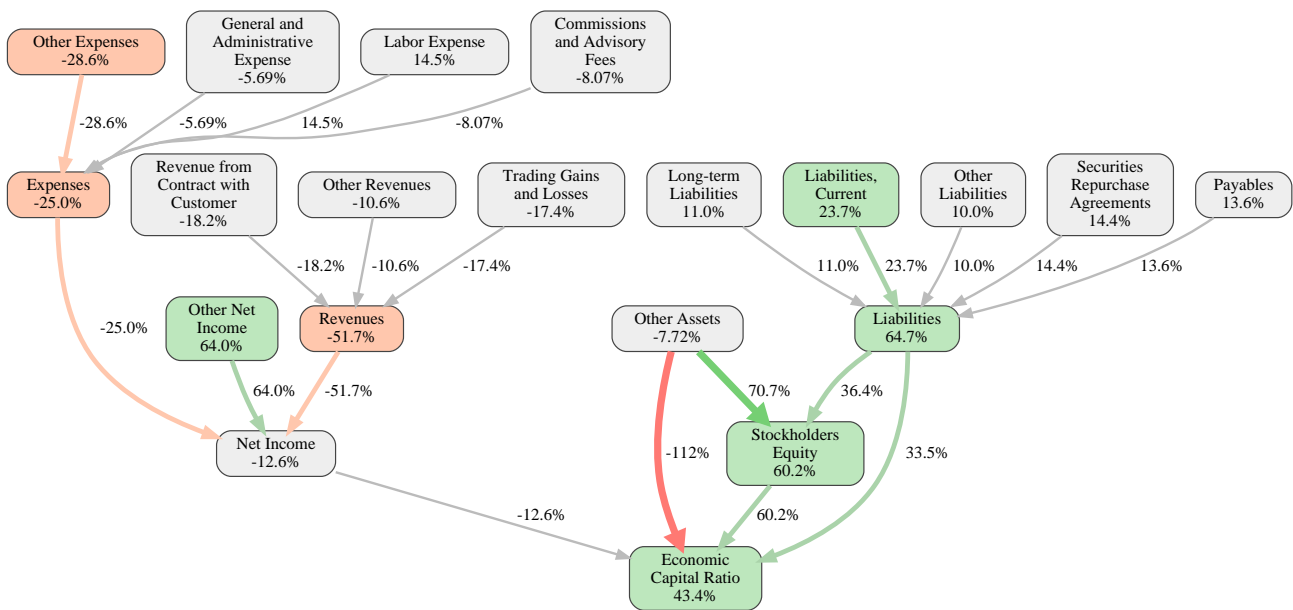 Other Expenses
-28.6%
General and
Administrative
Expense
-5.69%
Labor Expense
14.5%
Commissions
and Advisory
Fees
-8.07%
-28.6%
-5.69%
14.5%
-8.07%
Expenses
-25.0%
Revenue from
Contract with
Customer
-18.2%
Other Revenues
-10.6%
Trading Gains
and Losses
-17.4%
Long-term
Liabilities
11.0%
Liabilities,
Current
23.7%
Other
Liabilities
10.0%
Securities
Repurchase
Agreements
14.4%
Payables
13.6%
-18.2%
-10.6%
-17.4%
11.0%
23.7%
10.0%
14.4%
13.6%
-25.0%
Other Net
Income
64.0%
Revenues
-51.7%
Other Assets
-7.72%
Liabilities
64.7%
64.0%
-51.7%
70.7%
36.4%
Net Income
-12.6%
-112%
Stockholders
Equity
60.2%
33.5%
-12.6%
60.2%
Economic
Capital Ratio
43.4%